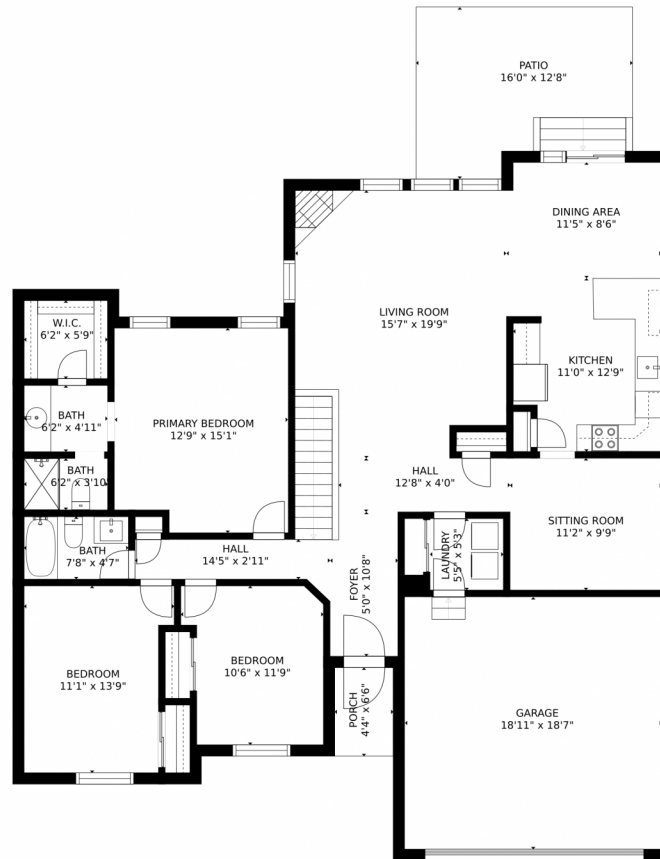 PATIO
16'0" x 12'8"
DINING AREA
11'5" x 8'6"
LIVING ROOM
15'7" x 19'9"
W.I.C.
6'2" x 5'9"
KITCHEN
11'0" x 12'9"
BATH
6'2" x 4'11"
PRIMARY BEDROOM
12'9" x 15'1"
BATH
6'2" x 3'10"
HALL
12'8" x 4'0"
SITTING ROOM
11'2" x 9'9"
BATH
7'8" x 4'7"
HALL
14'5" x 2'11"
LAUNDRY
5'5" x 5'3"
FOYER
5'0" x 10'8"
BEDROOM
11'1" x 13'9"
BEDROOM
10'6" x 11'9"
PORCH
4'4" x 6'6"
GARAGE
18'11" x 18'7"